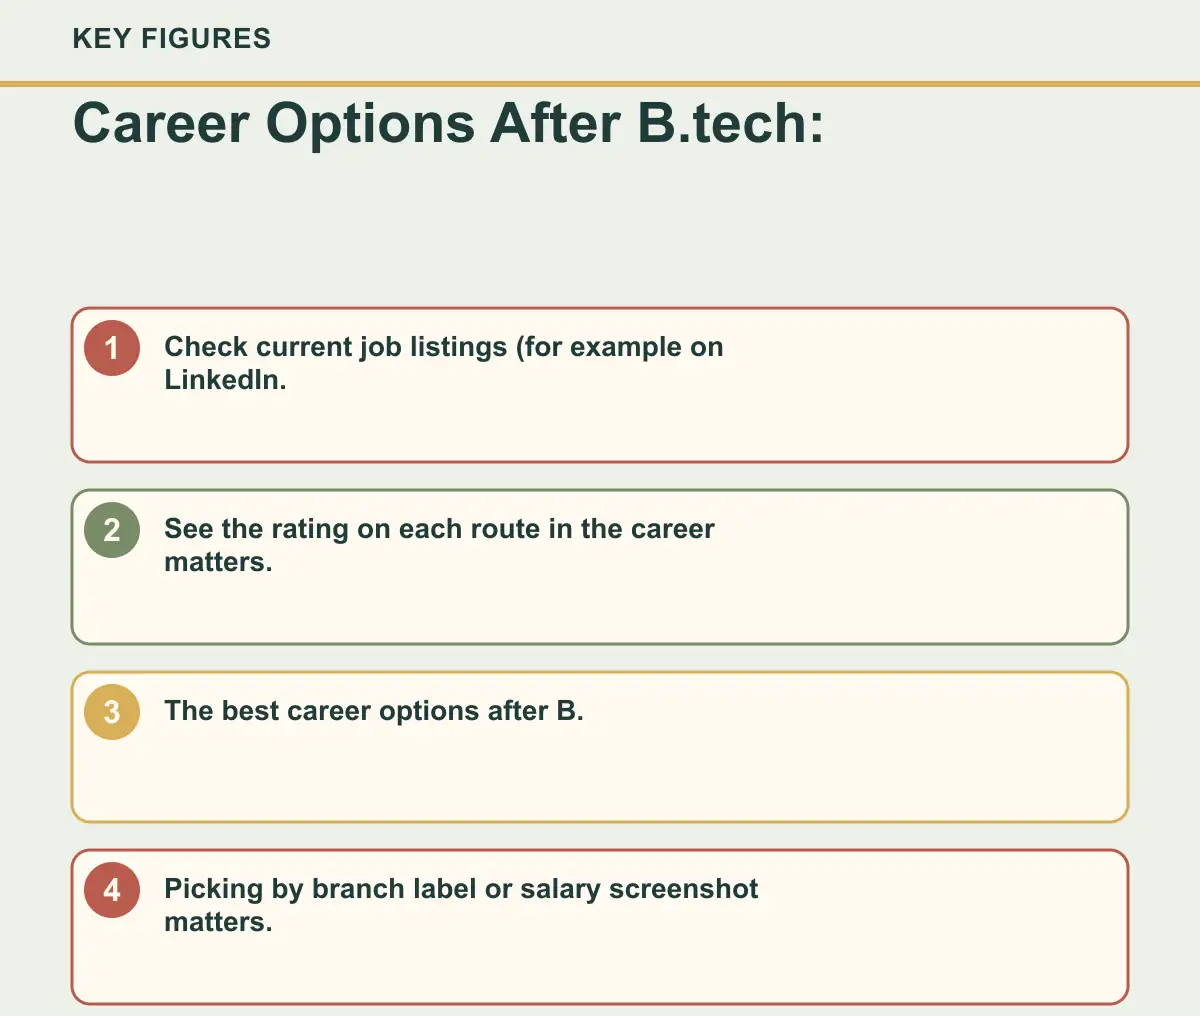 KEY FIGURES
Career Options After B.tech:
1
Check current job listings (for example on
LinkedIn.
2
See the rating on each route in the career
matters.
3
The best career options after B.
4
Picking by branch label or salary screenshot
matters.